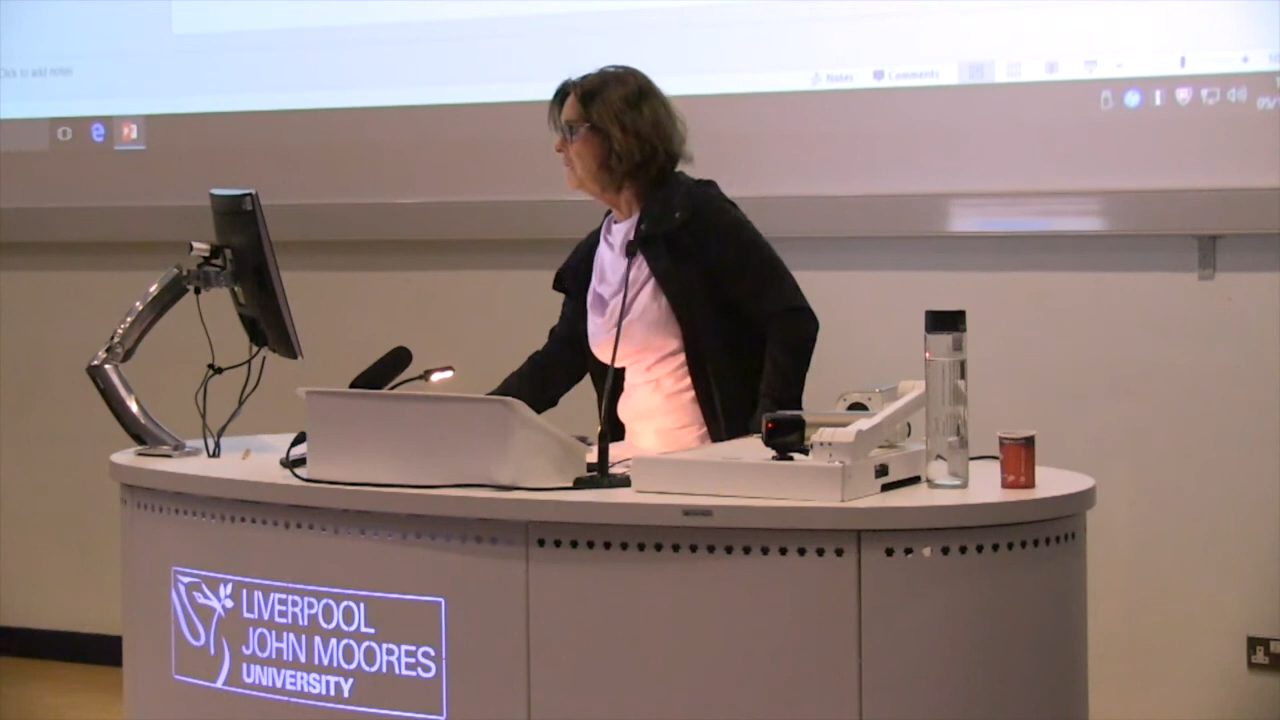 Click to add notes
Notes Comments
LIVERPOOL
JOHN MOORES
UNIVERSITY